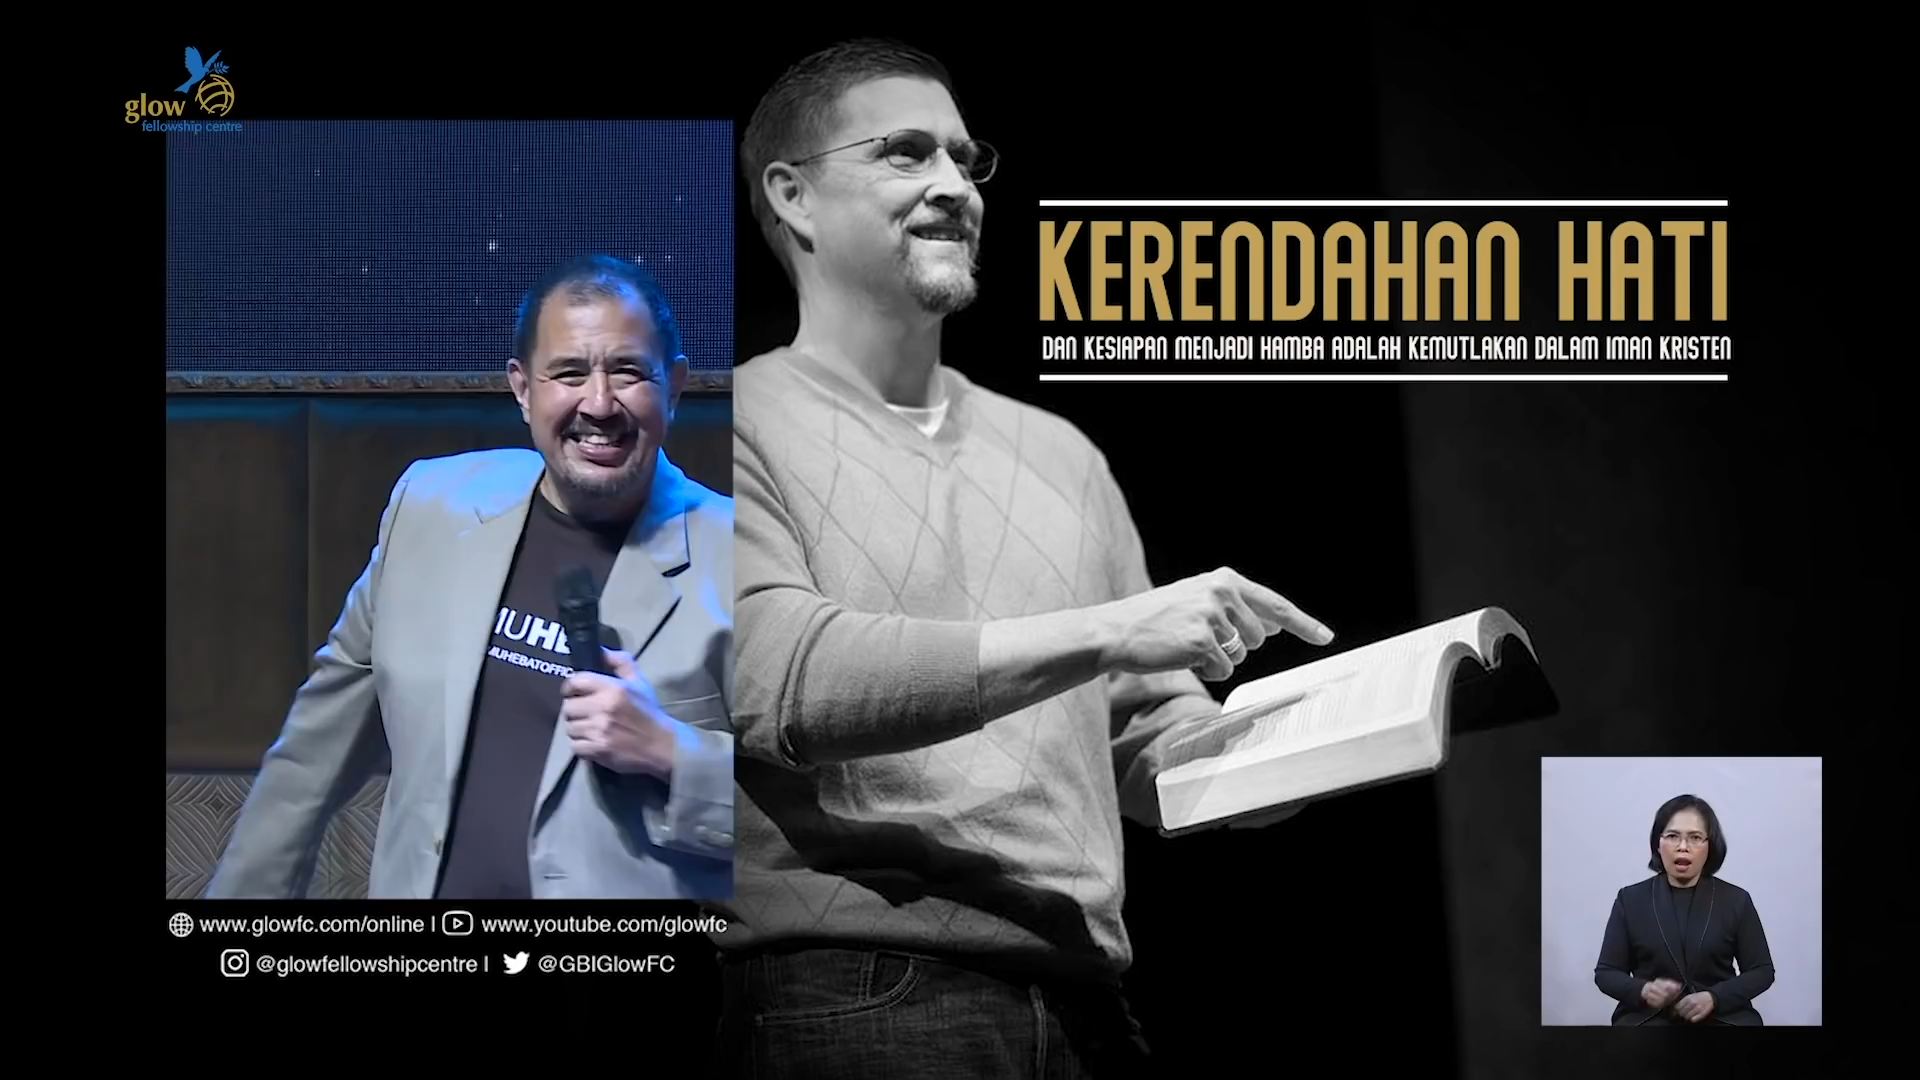 glow
fellowship centre
KERENDAHAN HATI
DAN KESIAPAN MENJADI HAMBA ADALAH KEMUTLAKAN DALAM IMAN KRISTEN
www.glowfc.com/online | www.youtube.com/glowfc
@glowfellowshipcentre | @GBIGlowFC